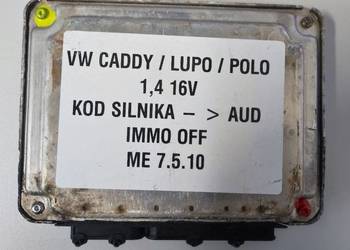 VW CADDY / LUPO / POLO
1,4 16V
KOD SILNIKA - > AUD
IMMO OFF
ME 7.5.10